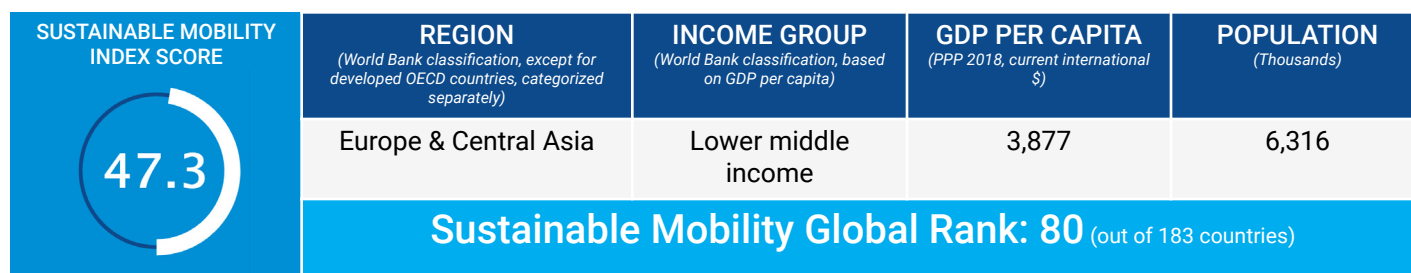 SUSTAINABLE MOBILITY
INDEX SCORE
47.3
REGION
(World Bank classification, except for
developed OECD countries, categorized
separately)
INCOME GROUP
(World Bank classification, based
on GDP per capita)
GDP PER CAPITA
(PPP 2018, current international
$)
POPULATION
(Thousands)
Europe & Central Asia
Lower middle
income
3,877
6,316
Sustainable Mobility Global Rank: 80 (out of 183 countries)